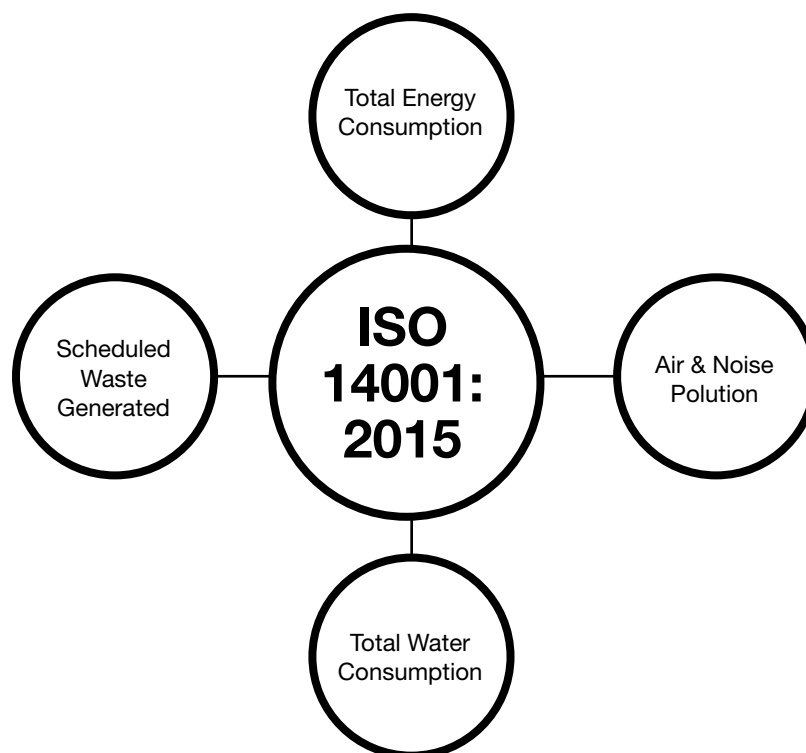 Total Energy
Consumption
Scheduled
Waste
Generated
ISO
14001:
2015
Air & Noise
Polution
Total Water
Consumption